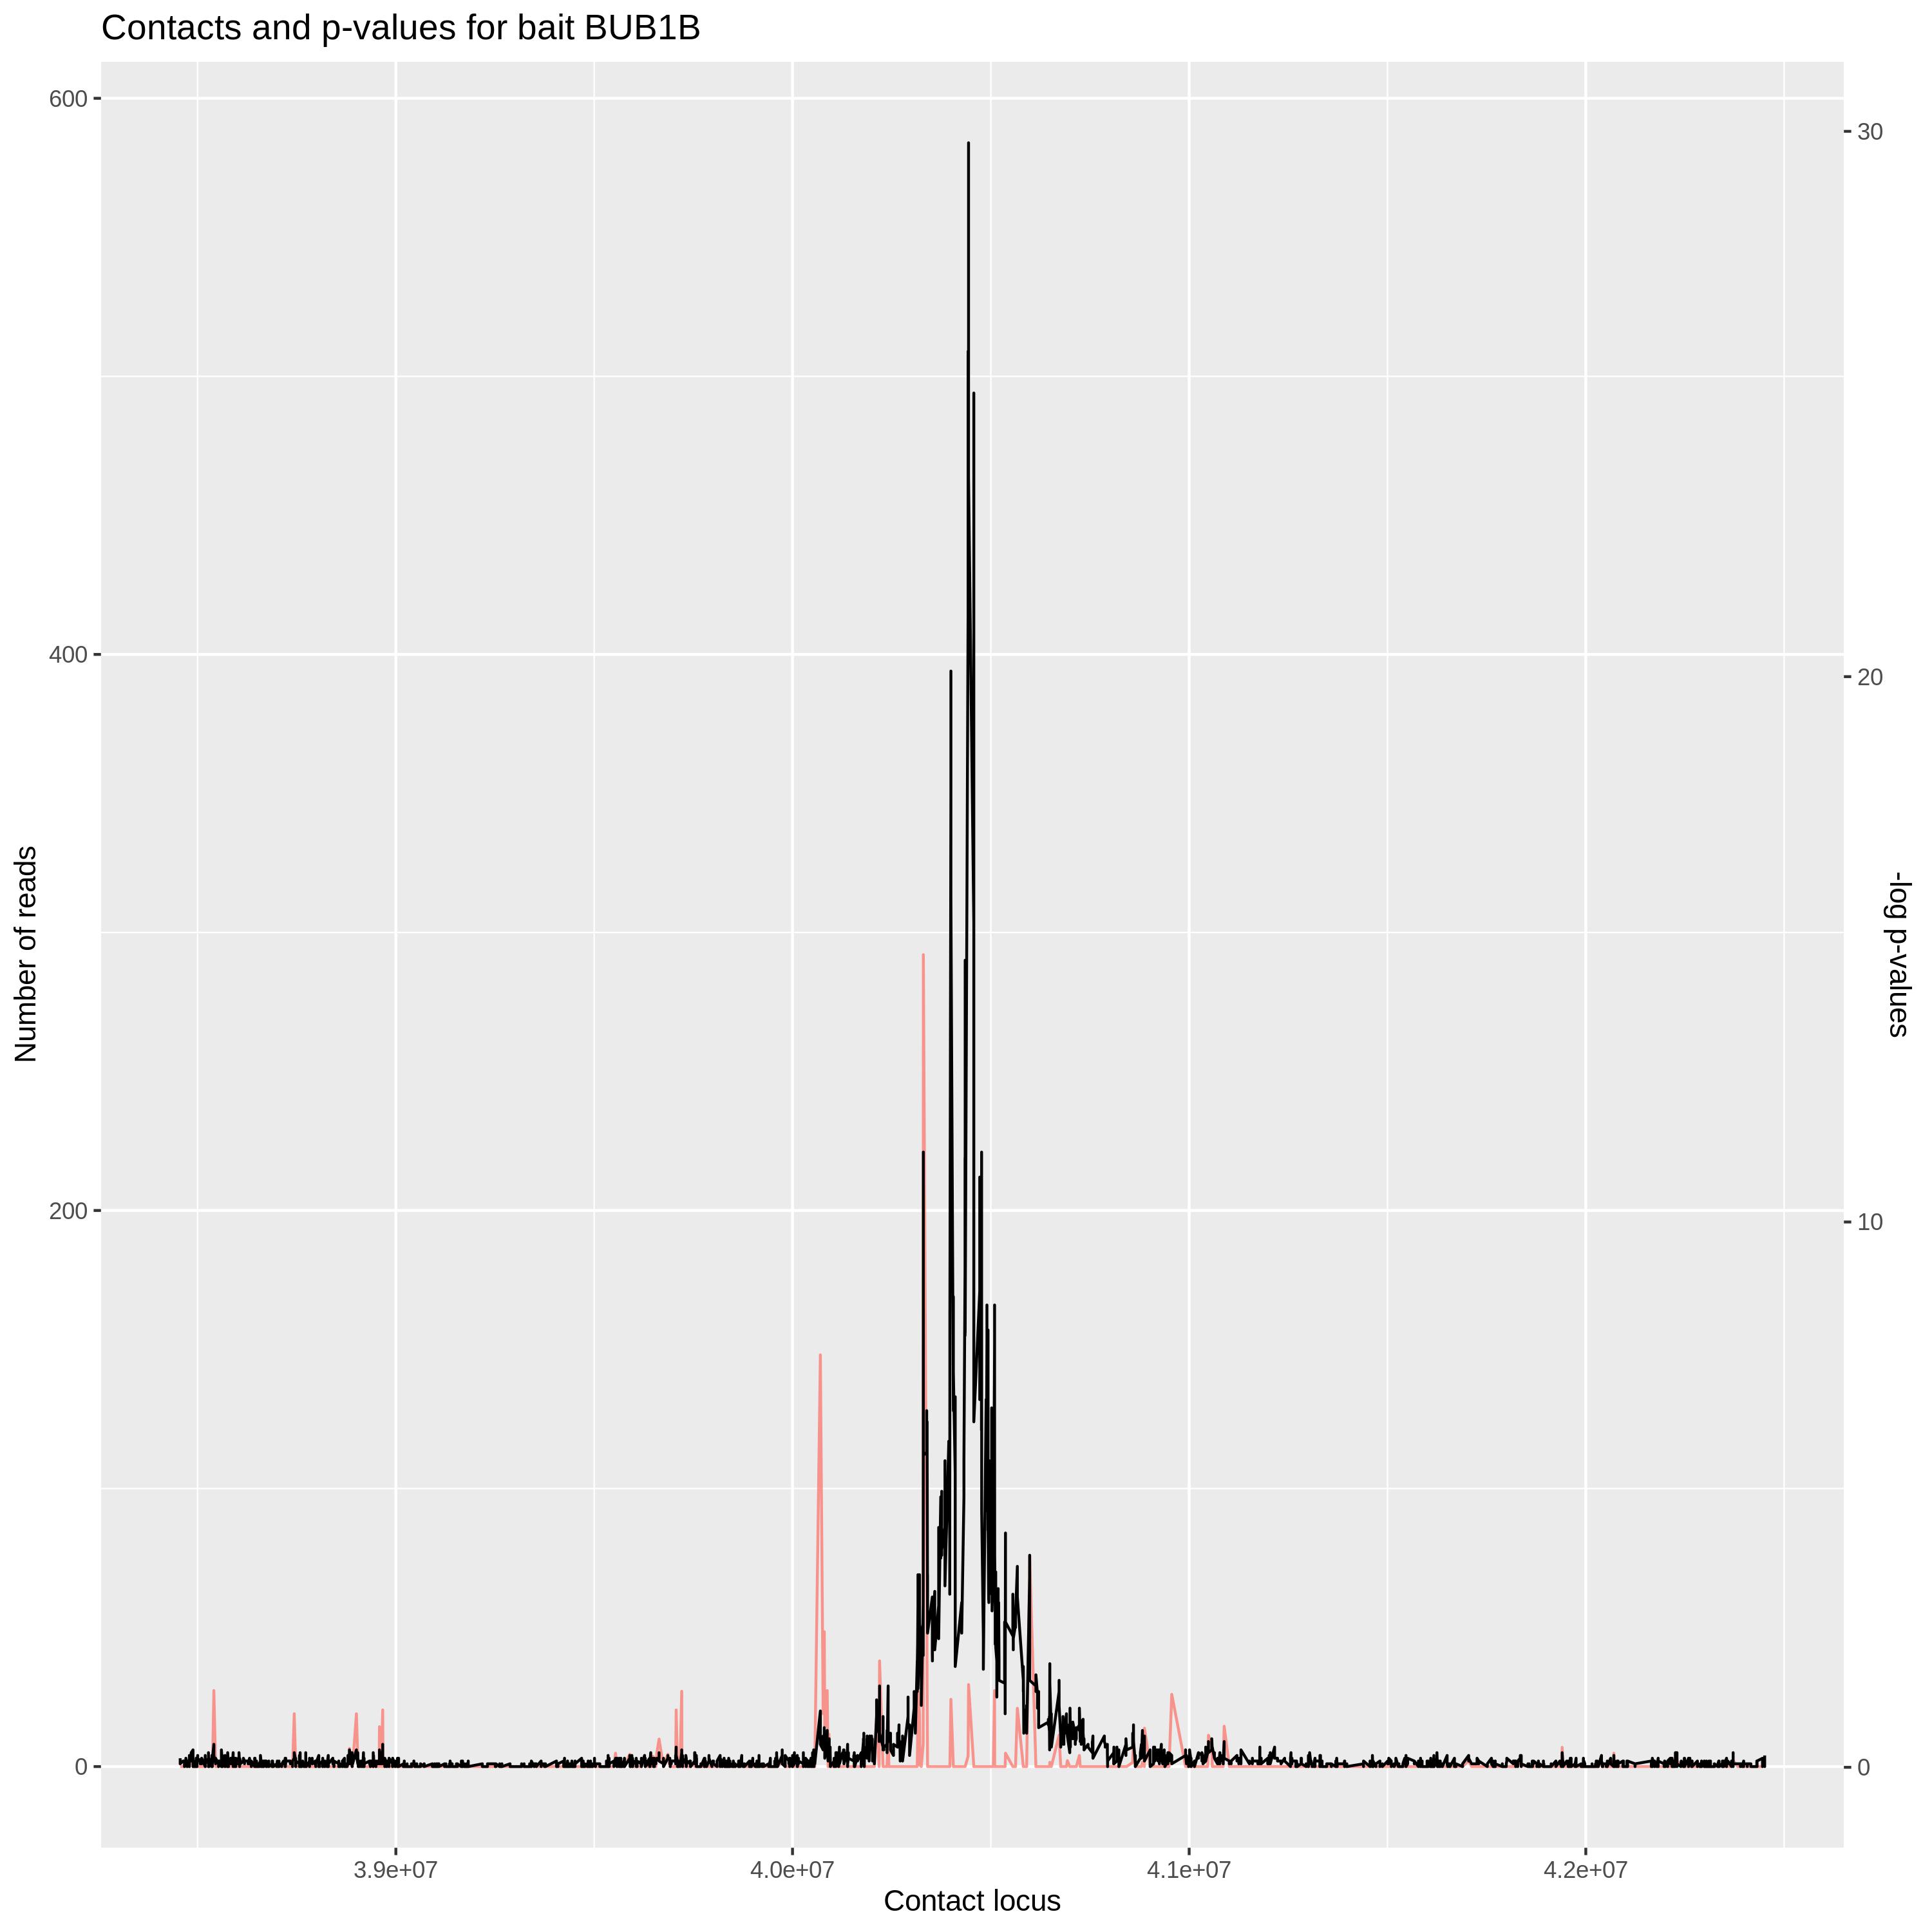 Contacts and p-values for bait BUB1B
600
400
200
0
30
20
10
0
Number of reads
-log p-values
3.9e+07
4.0e+07
4.1e+07
4.2e+07
Contact locus